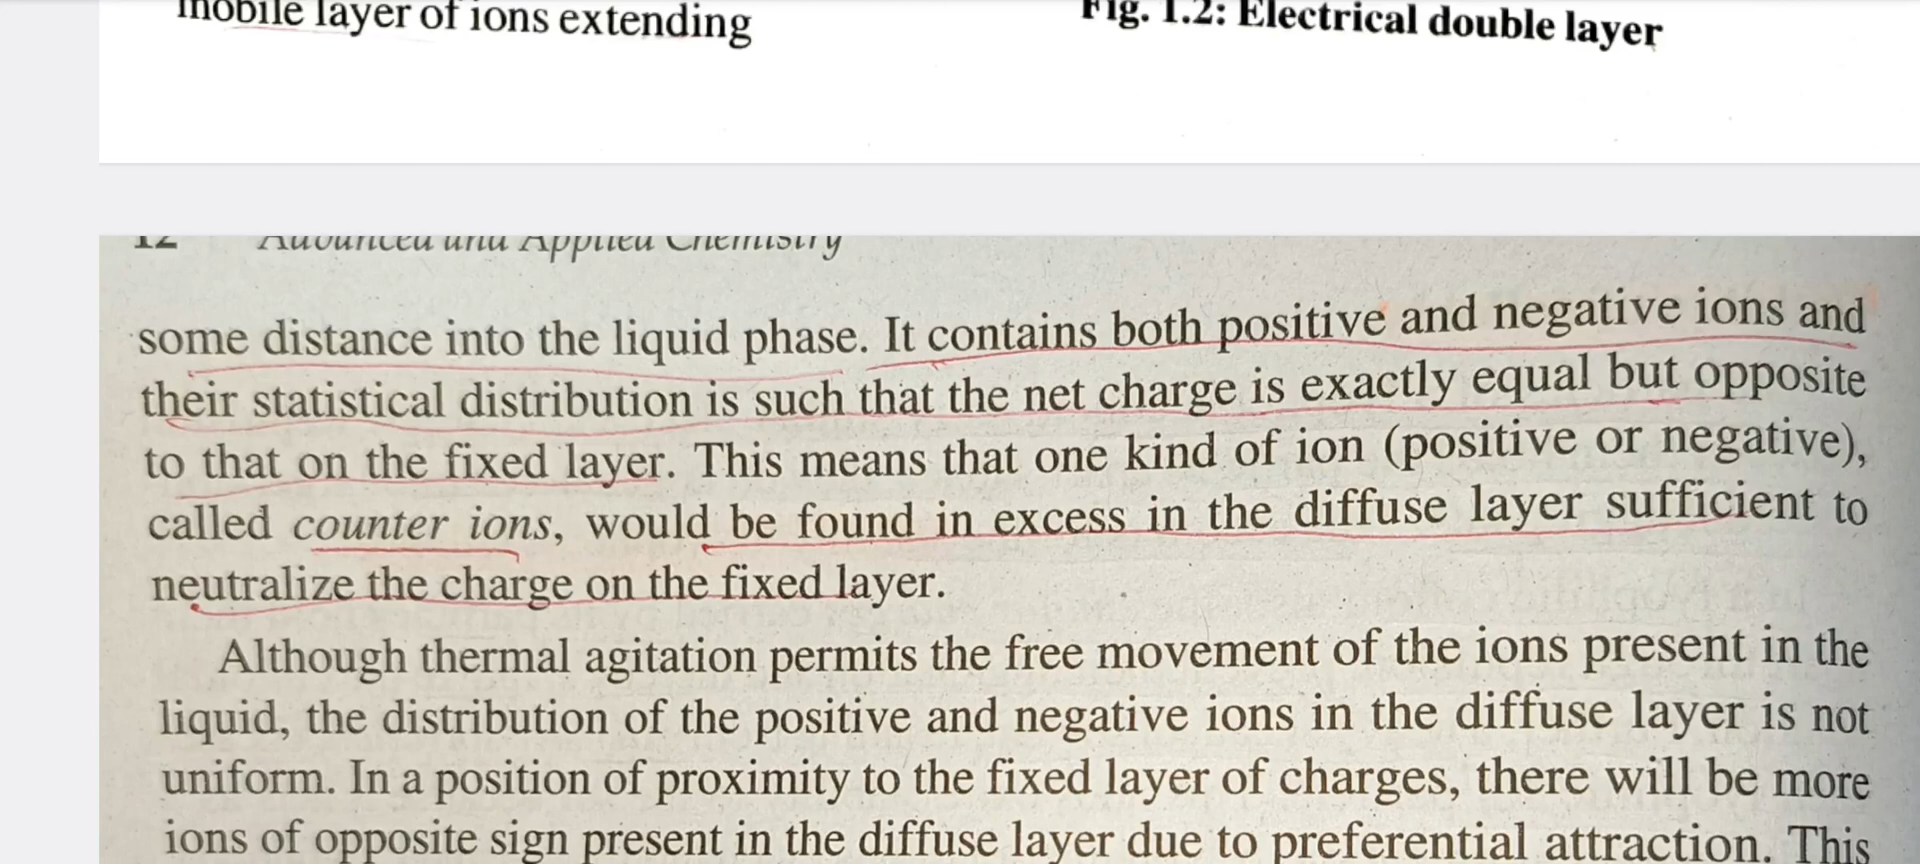 mobile layer of ions extending
Fig. 1.2: Electrical double layer
12 Advanced and Applied Chemistry
some distance into the liquid phase. It contains both positive and negative ions and
their statistical distribution is such that the net charge is exactly equal but opposite
to that on the fixed layer. This means that one kind of ion (positive or negative),
called counter ions, would be found in excess in the diffuse layer sufficient to
neutralize the charge on the fixed layer.
Although thermal agitation permits the free movement of the ions present in the
liquid, the distribution of the positive and negative ions in the diffuse layer is not
uniform. In a position of proximity to the fixed layer of charges, there will be more
ions of opposite sign present in the diffuse layer due to preferential attraction. This